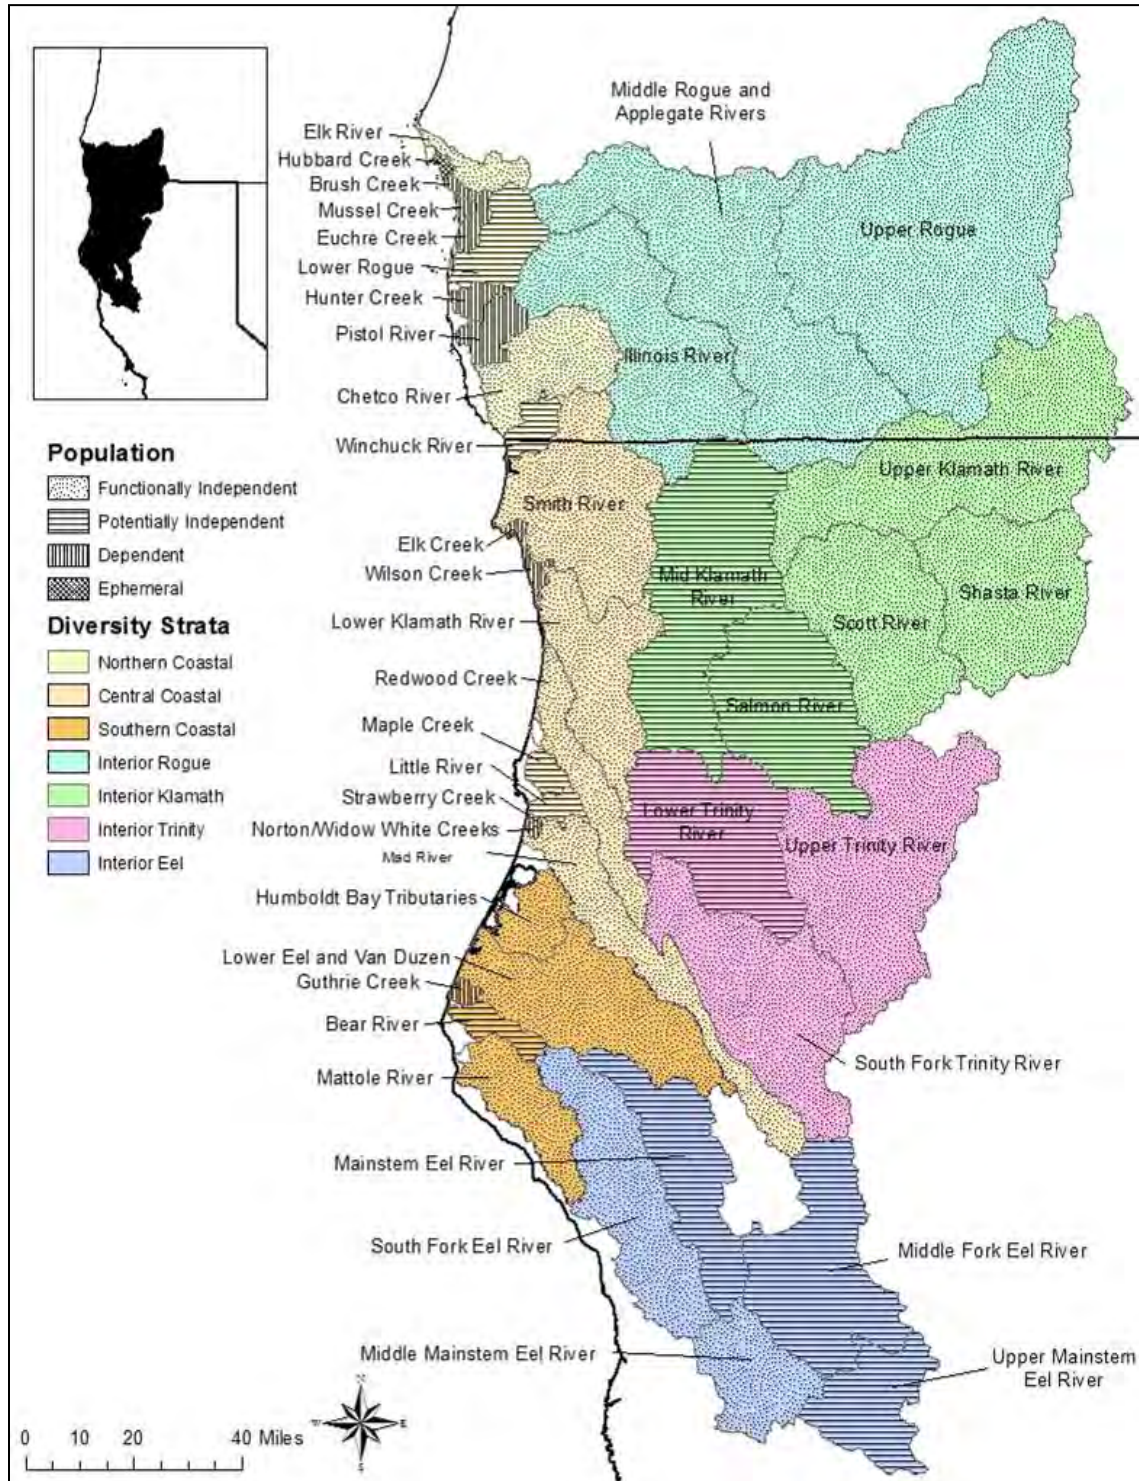 Middle Rogue and
Applegate Rivers
Elk River
Hubbard Creek
Brush Creek
Mussel Creek
Euchre Creek
Lower Rogue
Hunter Creek
Pistol River
Chetco River
Winchuck River
Upper Rogue
Illinois River
Upper Klamath River
Smith River
Elk Creek
Wilson Creek
Mid Klamath
River
Shasta River
Scott River
Lower Klamath River
Redwood Creek
Salmon River
Maple Creek
Little River
Strawberry Creek
Norton/Widow White Creeks
Mad River
Lower Trinity
River
Upper Trinity River
Humboldt Bay Tributaries
Lower Eel and Van Duzen
Guthrie Creek
Bear River
Mattole River
South Fork Trinity River
Mainstem Eel River
South Fork Eel River
Middle Fork Eel River
Middle Mainstem Eel River
Upper Mainstem
Eel River
Population
Functionally Independent
Potentially Independent
Dependent
Ephemeral
Diversity Strata
Northern Coastal
Central Coastal
Southern Coastal
Interior Rogue
Interior Klamath
Interior Trinity
Interior Eel
N
W
E
S
0 10 20 40 Miles